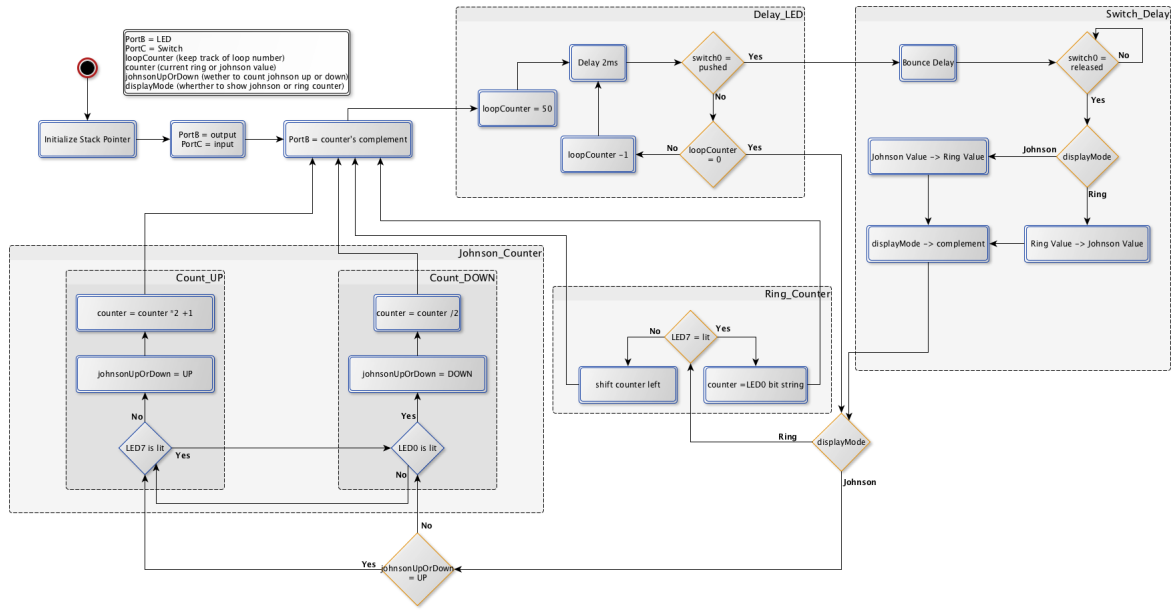 PortB = LED
PortC = Switch
loopCounter (keep track of loop number)
counter (current ring or johnson value)
johnsonUpOrDown (wether to count johnson up or down)
displayMode (wherther to show johnson or ring counter)
Initialize Stack Pointer
PortB = output
PortC = input
PortB = counter's complement
Delay_LED
Delay 2ms
switch0 =
pushed
Yes
No
loopCounter = 50
loopCounter -1
No
loopCounter
= 0
Yes
Switch_Delay
Bounce Delay
switch0 =
released
No
Yes
Johnson Value -> Ring Value
Johnson
displayMode
Ring
displayMode -> complement
Ring Value -> Johnson Value
Johnson_Counter
Count_UP
counter = counter *2 +1
johnsonUpOrDown = UP
No
LED7 is lit
Yes
Count_DOWN
counter = counter /2
johnsonUpOrDown = DOWN
Yes
LED0 is lit
No
Ring_Counter
No
LED7 = lit
Yes
shift counter left
counter =LED0 bit string
Ring
displayMode
Johnson
No
Yes
johnsonUpOrDown
= UP